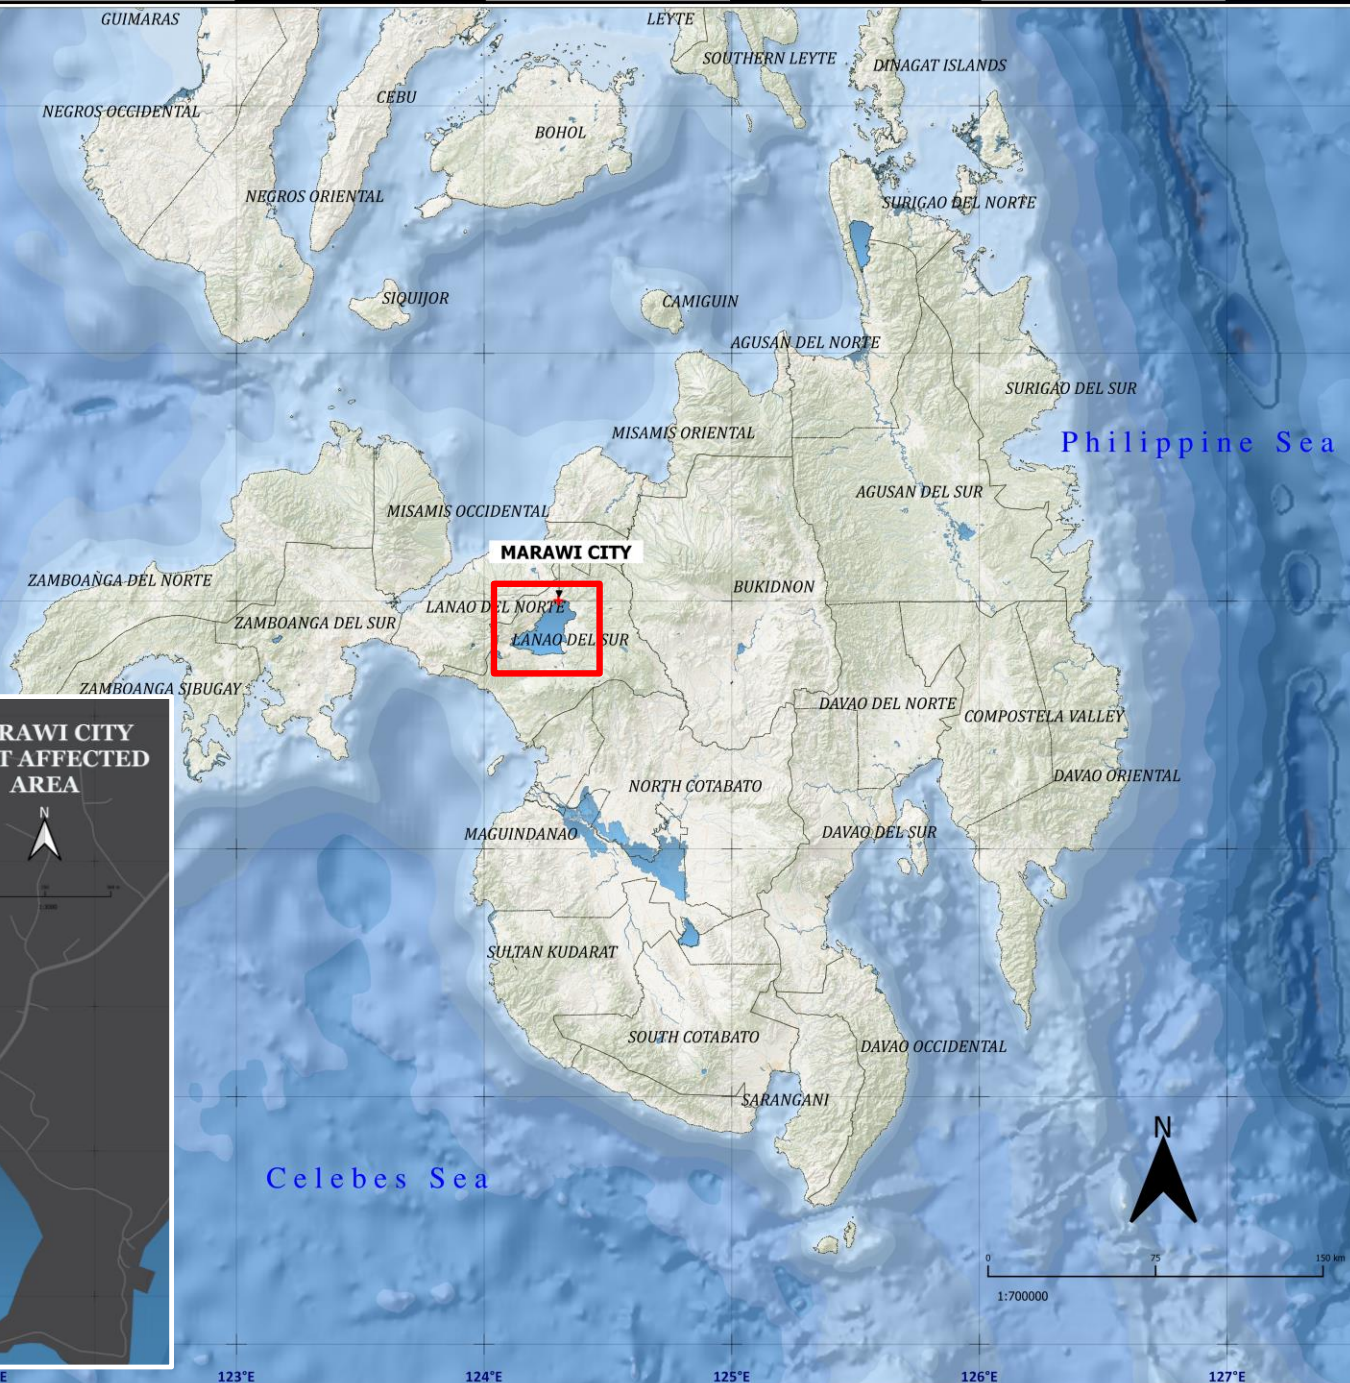 GUIMARAS
LEYTE
SOUTHERN LEYTE
DINAGAT ISLANDS
NEGROS OCCIDENTAL
CEBU
BOHOL
NEGROS ORIENTAL
SURIGAO DEL NORTE
SIQUIJOR
CAMIGUIN
AGUSAN DEL NORTE
SURIGAO DEL SUR
MISAMIS ORIENTAL
Philippine Sea
AGUSAN DEL SUR
MISAMIS OCCIDENTAL
MARAWI CITY
ZAMBOANGA DEL NORTE
BUKIDNON
LANAO DEL NORTE
ZAMBOANGA DEL SUR
LANAO DEL SUR
ZAMBOANGA SIBUGAY
DAVAO DEL NORTE
COMPOSTELA VALLEY
RAWI CITY
T AFFECTED
AREA
N
DAVAO ORIENTAL
NORTH COTABATO
MAGUINDANAO
DAVAO DEL SUR
SULTAN KUDARAT
SOUTH COTABATO
DAVAO OCCIDENTAL
SARANGANI
Celebes Sea
N
0 75 150 km
1:700000
E 123°E 124°E 125°E 126°E 127°E